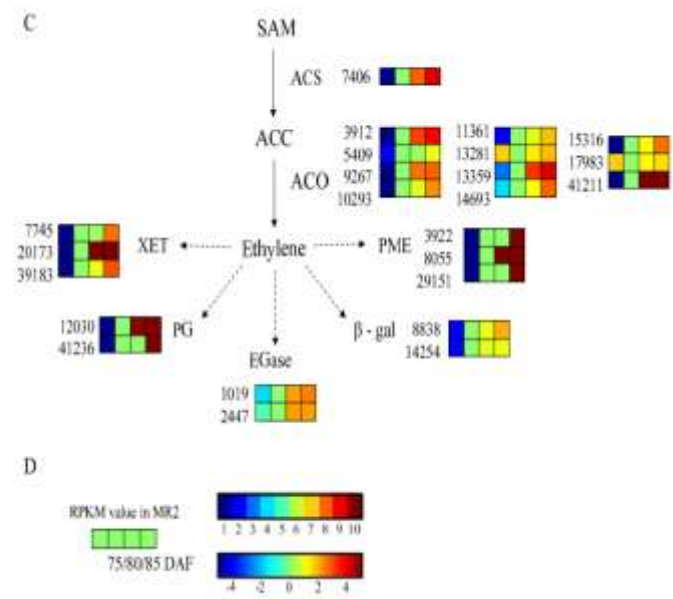 C
SAM
ACS 7406
ACC
ACO
3912
5409
9267
10293
11361
13281
13359
14693
15316
17983
41211
7745
20173
39183
XET
Ethylene
PME
3922
8055
29151
12030
41236
PG
EGase
1019
2447
β - gal
8838
14254
D
RPKM value in MR2
75/80/85 DAF
1 2 3 4 5 6 7 8 9 10
-4 -2 0 2 4